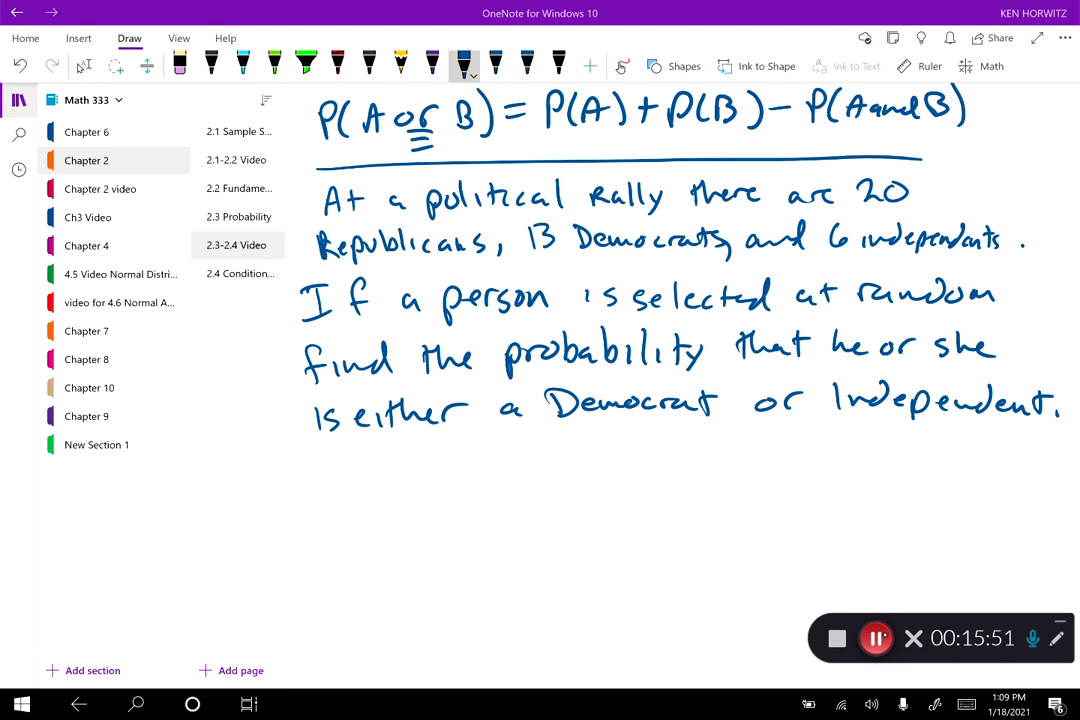 OneNote for Windows 10
KEN HORWITZ
Home Insert Draw View Help
Share
Shapes Ink to Shape Ink to Text Ruler Math
Math 333
Chapter 6
Chapter 2
Chapter 2 video
Ch3 Video
Chapter 4
4.5 Video Normal Distri...
video for 4.6 Normal A...
Chapter 7
Chapter 8
Chapter 10
Chapter 9
New Section 1
2.1 Sample S...
2.1-2.2 Video
2.2 Fundame...
2.3 Probability
2.3-2.4 Video
2.4 Condition...
P(A or B) = P(A) + P(B) - P(A and B)
At a political Rally there are 20
Republicans, 13 Democrats, and 6 independents.
If a person is selected at random
find the probability that he or she
is either a Democrat or Independent.
00:15:51
Add section
Add page
1:09 PM
1/18/2021
6